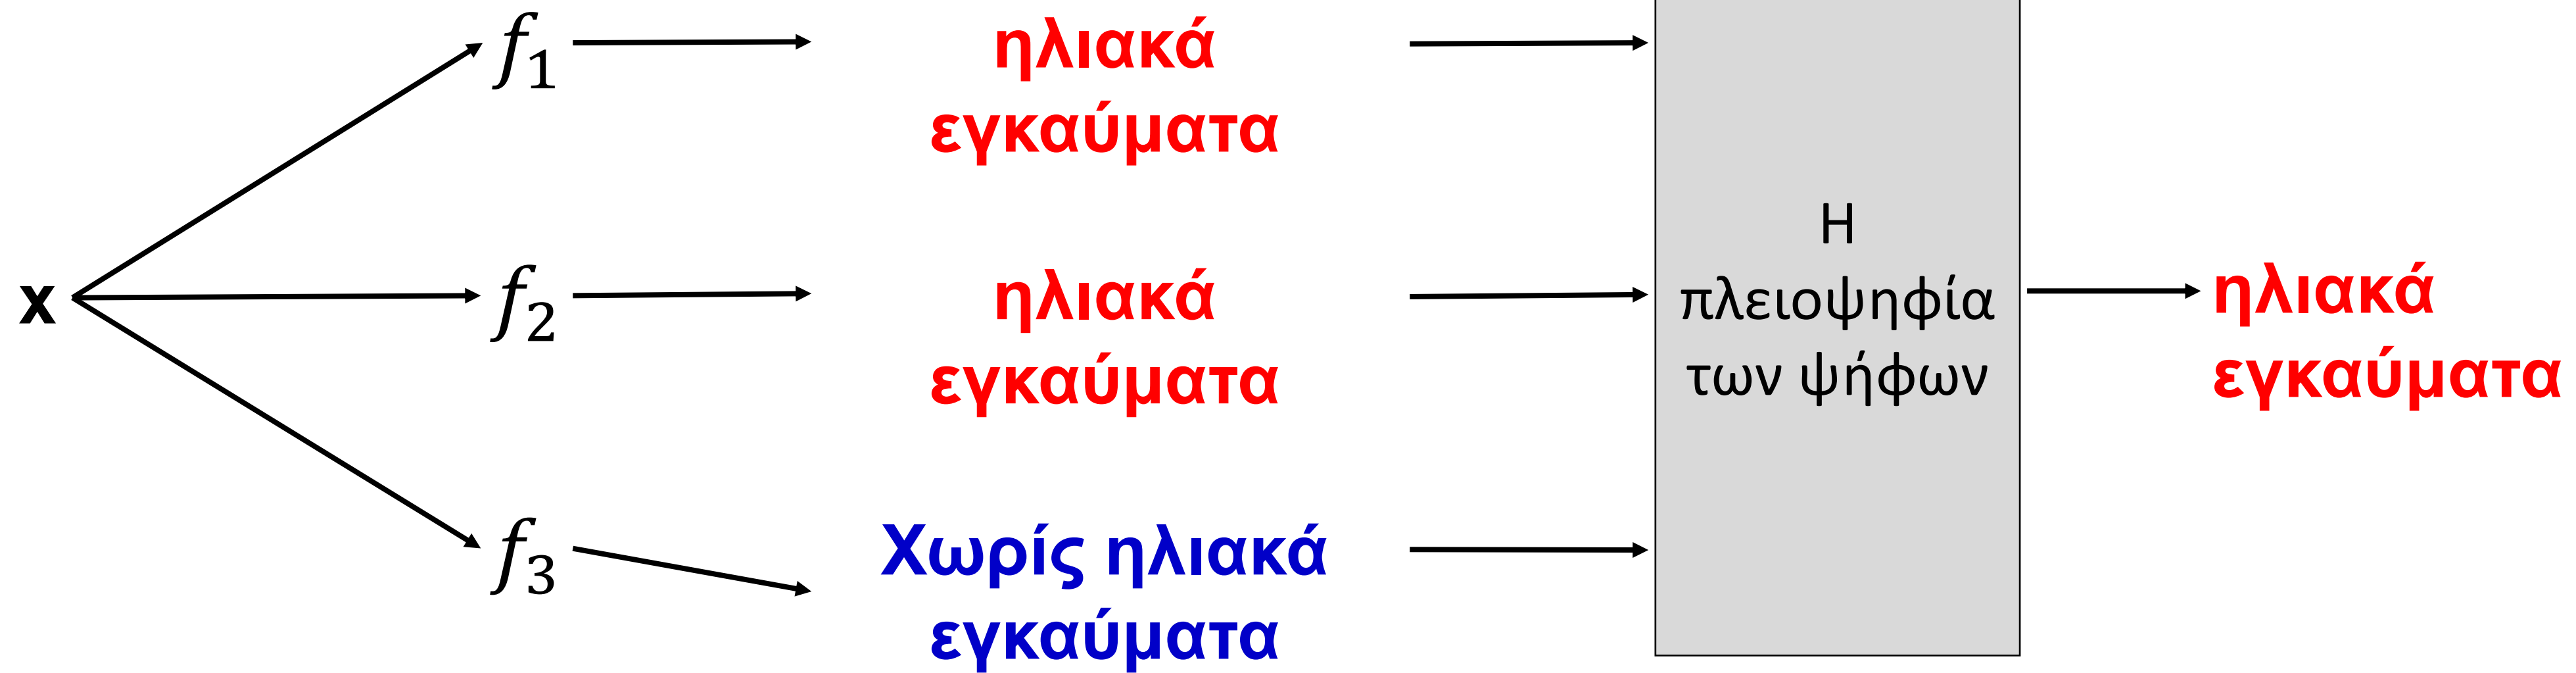 f1
ηλιακά
εγκαύματα
x
f2
ηλιακά
εγκαύματα
f3
Χωρίς ηλιακά
εγκαύματα
Η
πλειοψηφία
των ψήφων
ηλιακά
εγκαύματα